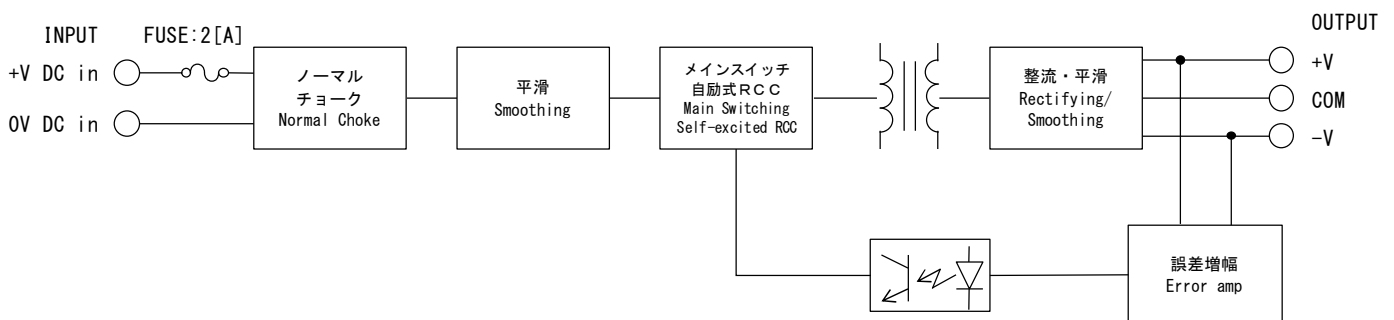 INPUT
FUSE:2[A]
OUTPUT
+V DC in
0V DC in
ノーマル
チョーク
Normal Choke
平滑
Smoothing
メインスイッチ
自励式RCC
Main Switching
Self-excited RCC
整流・平滑
Rectifying/
Smoothing
+V
COM
-V
誤差増幅
Error amp